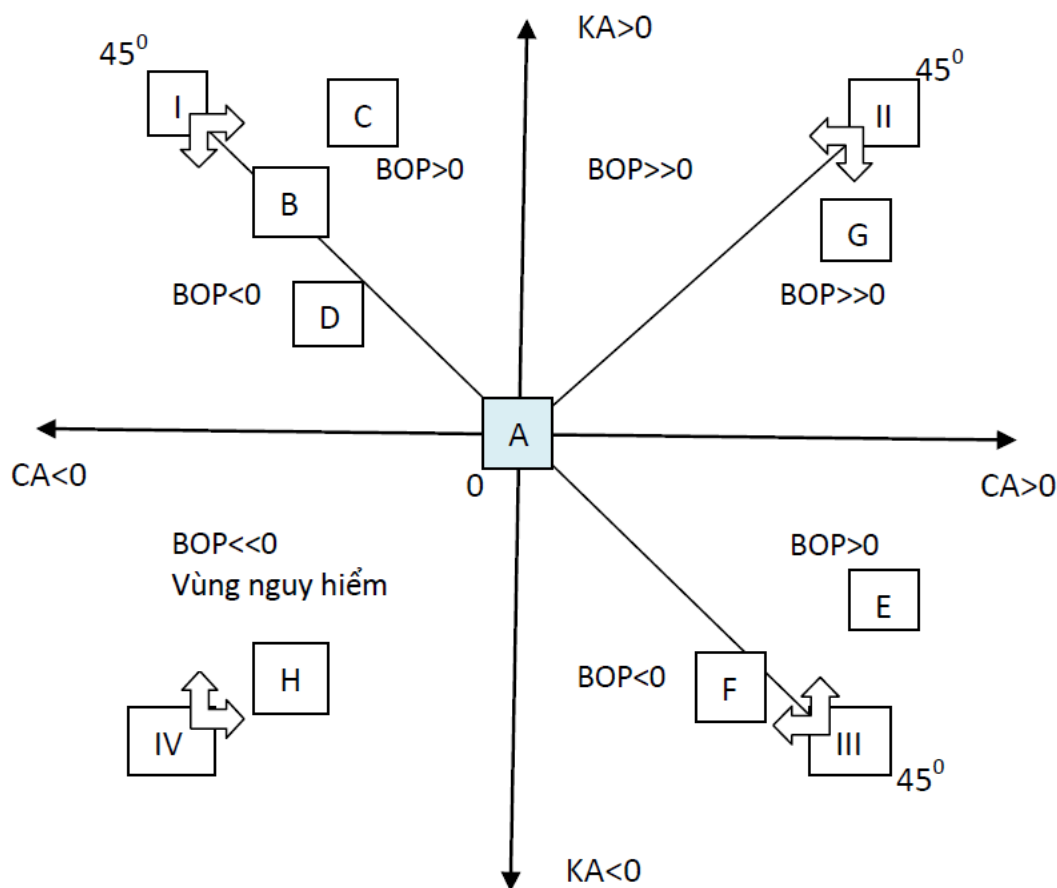 KA>0
45⁰
45⁰
I
C
II
BOP>0
BOP>>0
B
G
BOP<0
D
BOP>>0
A
CA<0
0
CA>0
BOP<<0
Vùng nguy hiểm
BOP>0
E
H
BOP<0
F
IV
III
45⁰
KA<0